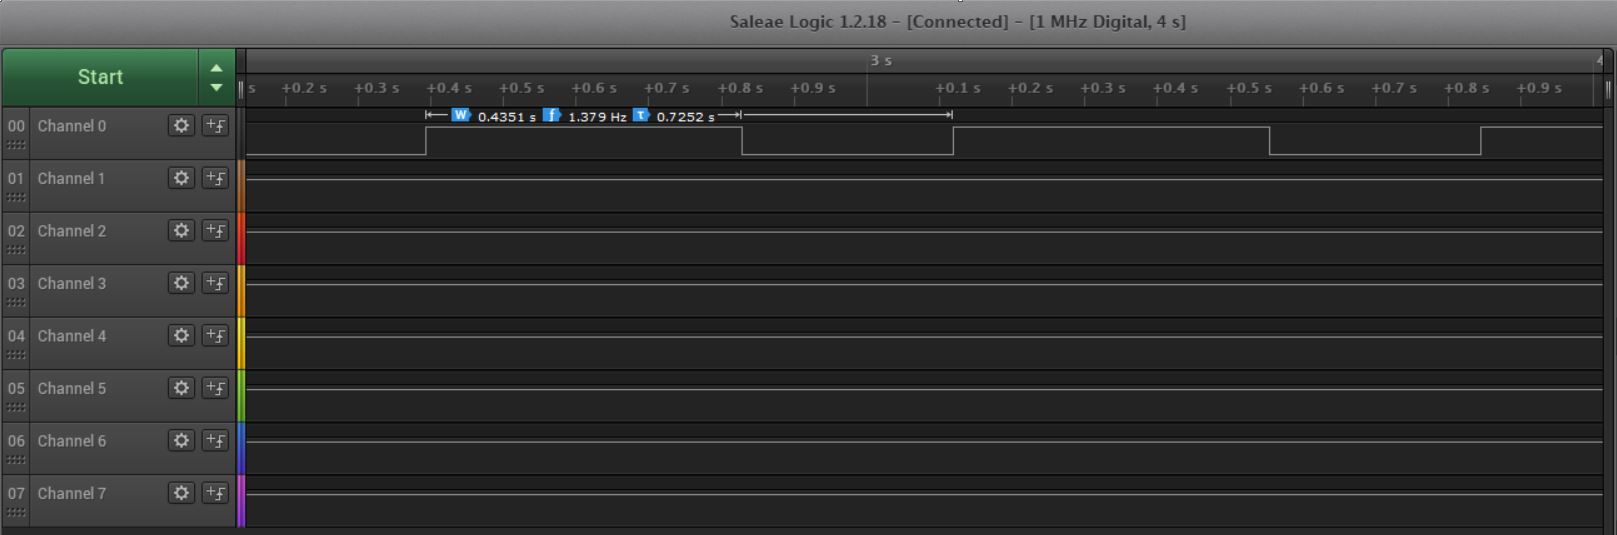 Saleae Logic 1.2.18 - [Connected] - [1 MHz Digital, 4 s]
Start
3 s 4
s +0.2 s +0.3 s +0.4 s +0.5 s +0.6 s +0.7 s +0.8 s +0.9 s +0.1 s +0.2 s +0.3 s +0.4 s +0.5 s +0.6 s +0.7 s +0.8 s +0.9 s
W 0.4351 s f 1.379 Hz T 0.7252 s
00 Channel 0
01 Channel 1
02 Channel 2
03 Channel 3
04 Channel 4
05 Channel 5
06 Channel 6
07 Channel 7